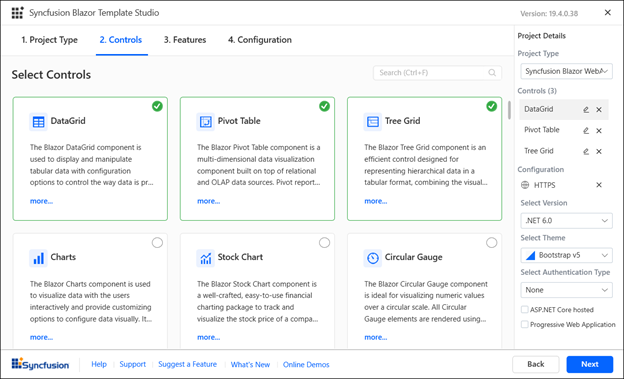 Syncfusion Blazor Template Studio
Version: 19.4.0.38
1. Project Type
2. Controls
3. Features
4. Configuration
Select Controls
Search (Ctrl+F)
DataGrid
The Blazor DataGrid component is
used to display and manipulate
tabular data with configuration
options to control the way data is pr...
more...
Pivot Table
The Blazor Pivot Table component is a
multi-dimensional data visualization
component built on top of relational
and OLAP data sources. Pivot report...
more...
Tree Grid
The Blazor Tree Grid component is an
efficient control designed for
representing hierarchical data in a
tabular format, combining the visual...
more...
Charts
The Blazor Charts component is used
to visualize data with the users
interactively and provide customizing
options to configure data visually. It...
Stock Chart
The Blazor Stock Chart component is
a well-crafted, easy-to-use financial
charting package to track and
visualize the stock price of a compa...
Circular Gauge
The Blazor Circular Gauge component
is ideal for visualizing numeric values
over a circular scale. All Circular
Gauge elements are rendered using...
Project Details
Project Type
Syncfusion Blazor WebA
Controls (3)
DataGrid
Pivot Table
Tree Grid
Configuration
HTTPS
Select Version
.NET 6.0
Select Theme
Bootstrap v5
Select Authentication Type
None
ASP.NET Core hosted
Progressive Web Application
Syncfusion
Help
Support
Suggest a Feature
What's New
Online Demos
Back
Next